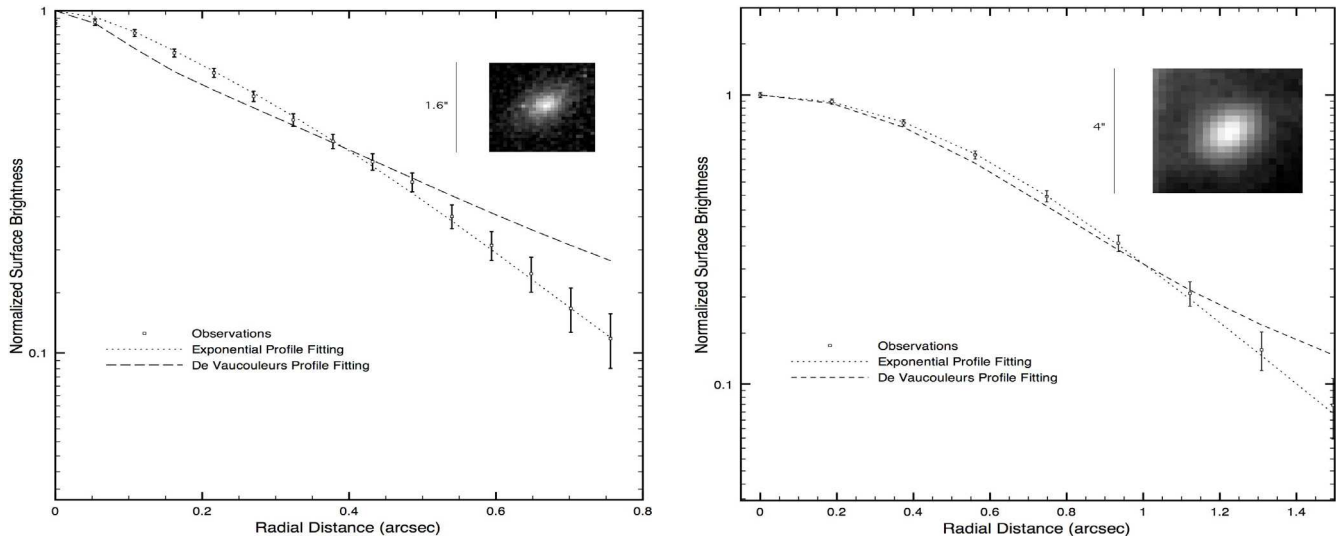 1
0.1
Normalized Surface Brightness
1.6"
Observations
Exponential Profile Fitting
De Vaucouleurs Profile Fitting
0
0.2
0.4
0.6
0.8
Radial Distance (arcsec)
1
0.1
Normalized Surface Brightness
4"
Observations
Exponential Profile Fitting
De Vaucouleurs Profile Fitting
0
0.2
0.4
0.6
0.8
1
1.2
1.4
Radial Distance (arcsec)